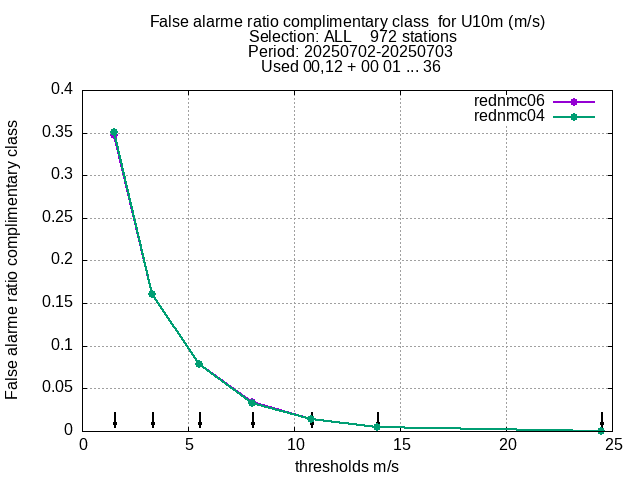 False alarme ratio complimentary class  for U10m (m/s)
Selection: ALL    972 stations
Period: 20250702-20250703
Used 00,12 + 00 01 ... 36
rednmc06
rednmc04
False alarme ratio complimentary class
0.4
0.35
0.3
0.25
0.2
0.15
0.1
0.05
0
0 5 10 15 20 25
thresholds m/s